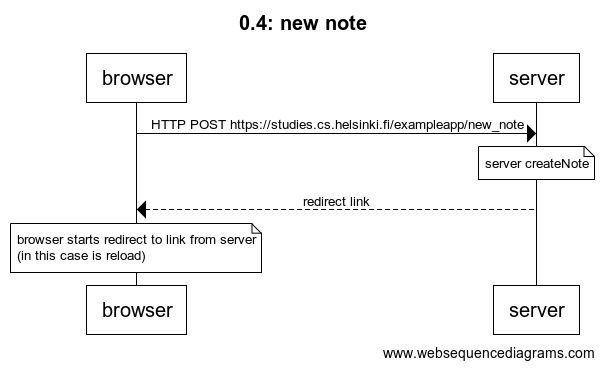 0.4: new note
browser
server
HTTP POST https://studies.cs.helsinki.fi/exampleapp/new_note
server createNote
redirect link
browser starts redirect to link from server
(in this case is reload)
browser
server
www.websequencediagrams.com